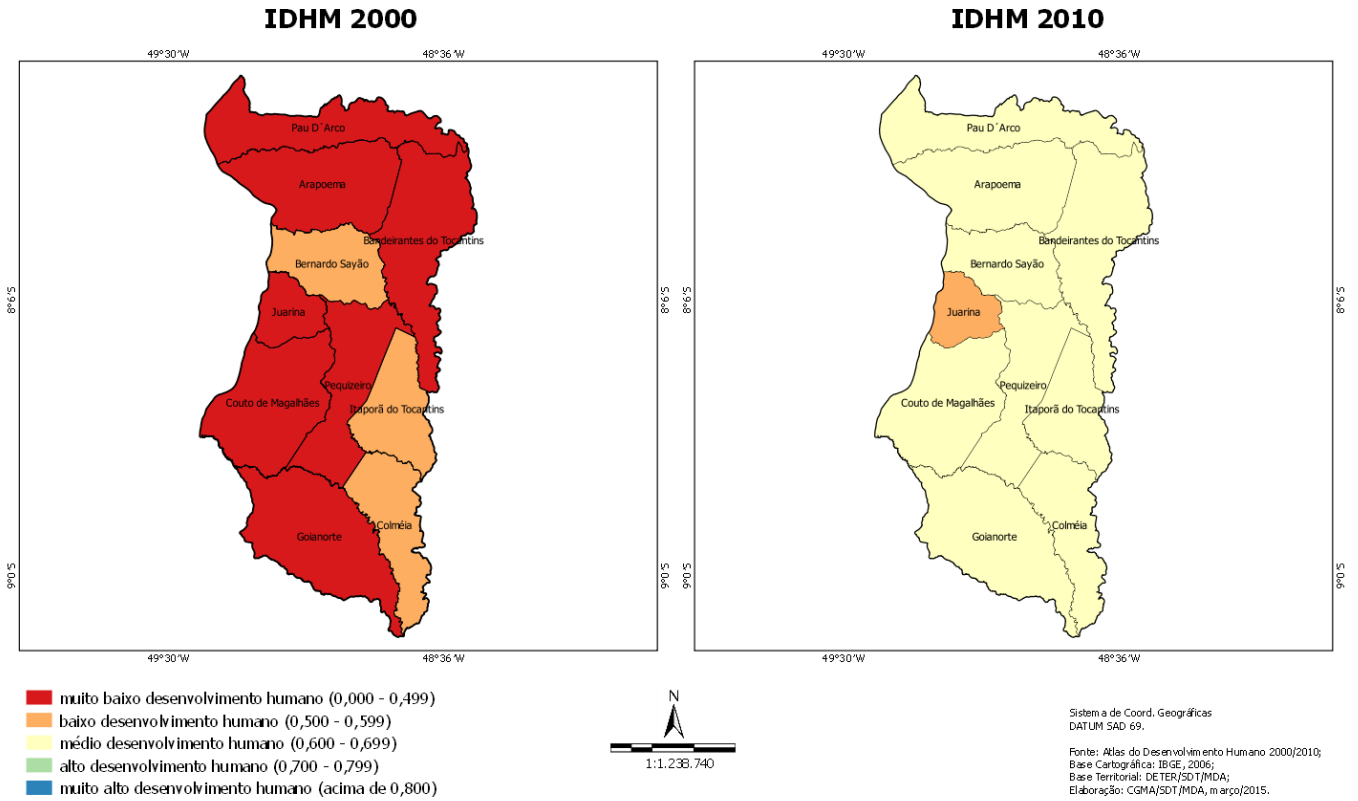 IDHM 2000
49°30'W
48°36'W
Pau D´Arco
Arapoema
Bandeirantes do Tocantins
Bernardo Sayão
8°6'S
8°6'S
Juarina
Pequizeiro
Couto de Magalhães
Itaporã do Tocantins
Colméia
Goianorte
9°0'S
49°30'W
48°36'W
IDHM 2010
49°30'W
48°36'W
Pau D´Arco
Arapoema
Bandeirantes do Tocantins
Bernardo Sayão
8°6'S
Juarina
Pequizeiro
Couto de Magalhães
Itaporã do Tocantins
Colméia
Goianorte
9°0'S
9°0'S
49°30'W
48°36'W
muito baixo desenvolvimento humano (0,000 - 0,499)
baixo desenvolvimento humano (0,500 - 0,599)
médio desenvolvimento humano (0,600 - 0,699)
alto desenvolvimento humano (0,700 - 0,799)
muito alto desenvolvimento humano (acima de 0,800)
N
1:1.238.740
Sistema de Coord. Geográficas
DATUM SAD 69.
Fonte: Atlas do Desenvolvimento Humano 2000/2010;
Base Cartográfica: IBGE, 2006;
Base Territorial: DETER/SDT/MDA;
Elaboração: CGMA/SDT/MDA, março/2015.